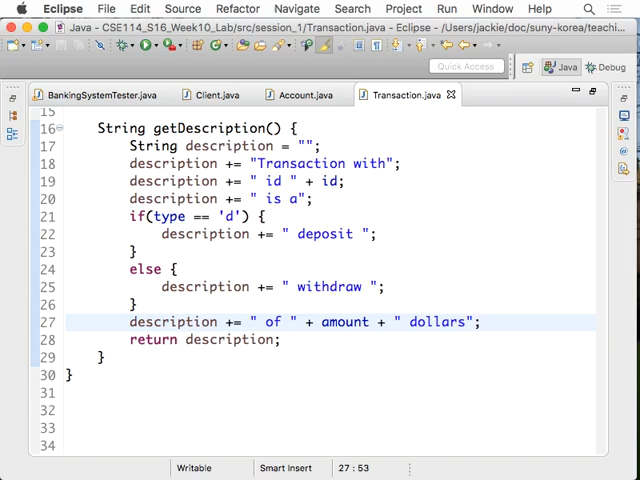 Eclipse File Edit Source Refactor Navigate Search Project Run Window Help
Java - CSE114_S16_Week10_Lab/src/session_1/Transaction.java - Eclipse - /Users/jackie/doc/suny-korea/teachi...
Quick Access Java Debug
BankingSystemTester.java Client.java Account.java Transaction.java
15
16 String getDescription() {
17 String description = "";
18 description += "Transaction with";
19 description += " id " + id;
20 description += " is a";
21 if(type == 'd') {
22 description += " deposit ";
23 }
24 else {
25 description += " withdraw ";
26 }
27 description += " of " + amount + " dollars";
28 return description;
29 }
30 }
31
32
33
34
Writable Smart Insert 27 : 53